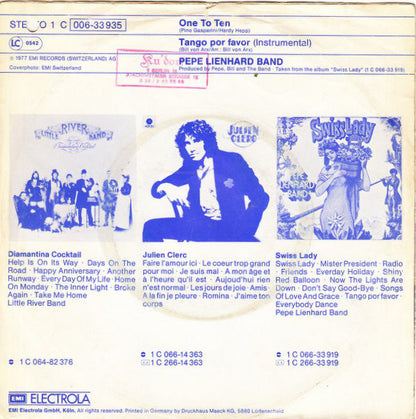 STE O 1 C 006-33 935
One To Ten
(Pino Gasparini/Hardy Hepp)
LC 0542
Tango por favor (Instrumental)
(Bill von Arx/Arr.: Bill von Arx)
℗ 1977 EMI RECORDS (SWITZERLAND) AG
Coverphoto: EMI Switzerland
PEPE LIENHARD BAND
Produced by Pepe, Bill and The Band · Taken from the album "Swiss Lady" (1 C 066-33 919)
Ku'dorf
1 BERLIN 15
LITTLE RIVER BAND
Diamantina Cocktail
JULIEN
CLERC
Swiss Lady
PEPE
LIENHARD
BAND
Diamantina Cocktail
Help Is On Its Way · Days On The
Road · Happy Anniversary · Another
Runway · Every Day Of My Life · Home
On Monday · The Inner Light · Broke
Again · Take Me Home
Little River Band
Julien Clerc
Faire l'amour ici · Le coeur trop grand
pour moi · Je suis mal · A mon âge et
à l'heure qu'il est · Aujourd'hui rien
n'est normal · Les jours de joie · Amis
A la fin je pleure · Romina · J'aime ton
corps
Swiss Lady
Swiss Lady · Mister President · Radio
· Friends · Everday Holiday · Shiny
Red Balloon · Now The Lights Are
Down · Don't Say Good-Bye · Songs
Of Love And Grace · Tango por favor ·
Everybody Dance
Pepe Lienhard Band
1 C 064-82 376
1 C 066-14 363
1 C 266-14 363
1 C 066-33 919
1 C 266-33 919
EMI ELECTROLA
EMI Electrola GmbH, Köln. All rights reserved. Printed in Germany by Druckhaus Maack KG, 5880 Lüdenscheid